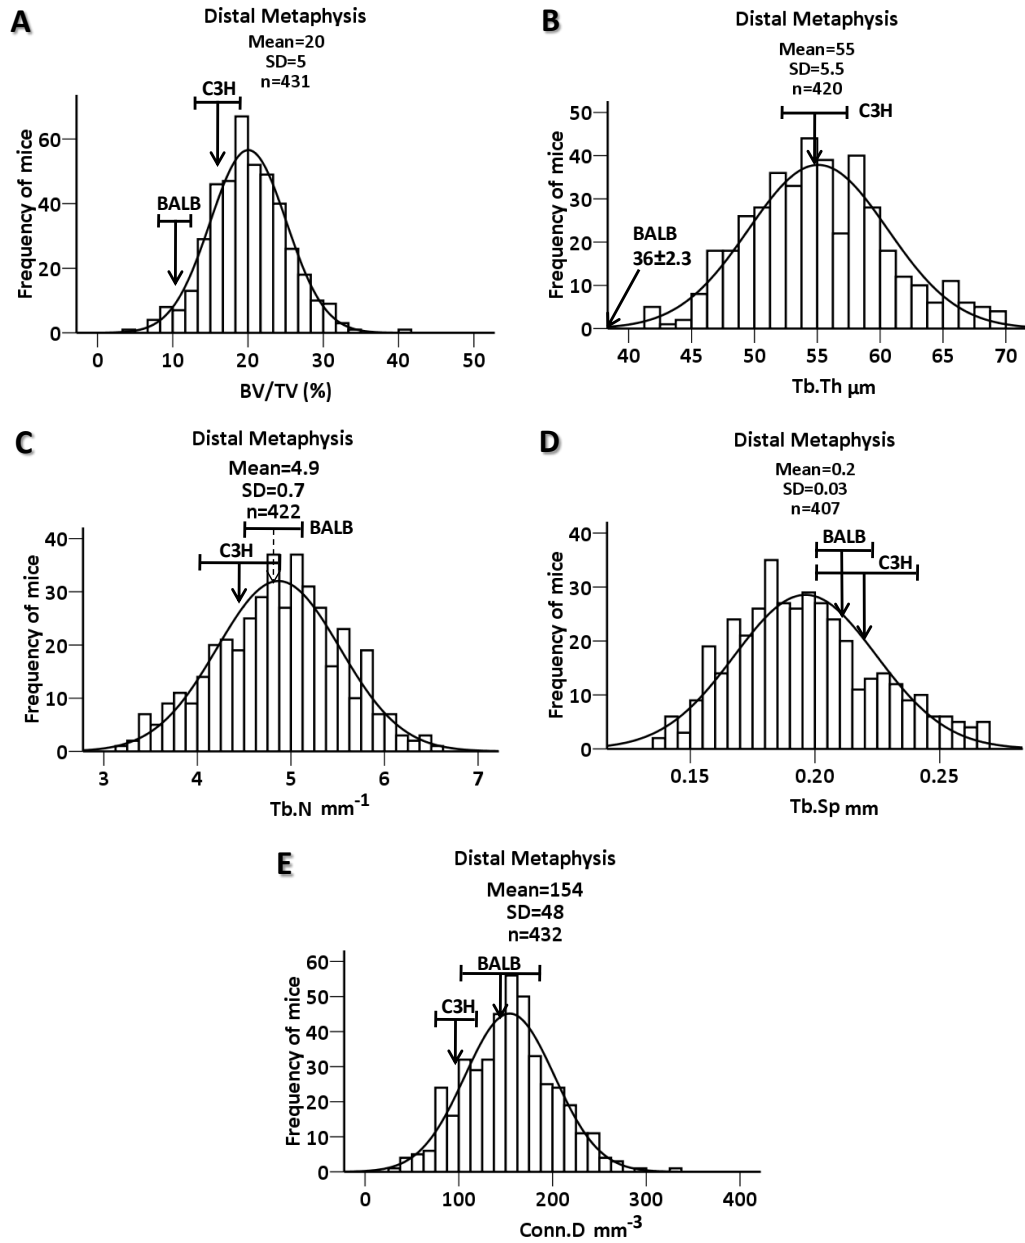 A
Distal Metaphysis
Mean=20
SD=5
n=431
C3H
BALB
Frequency of mice
60
40
20
0
0 10 20 30 40 50
BV/TV (%)
B
Distal Metaphysis
Mean=55
SD=5.5
n=420
C3H
BALB
36±2.3
Frequency of mice
50
40
30
20
10
0
40 45 50 55 60 65 70
Tb.Th µm
C
Distal Metaphysis
Mean=4.9
SD=0.7
n=422
BALB
C3H
Frequency of mice
40
30
20
10
0
3 4 5 6 7
Tb.N mm-1
D
Distal Metaphysis
Mean=0.2
SD=0.03
n=407
BALB
C3H
Frequency of mice
40
30
20
10
0
0.15 0.20 0.25
Tb.Sp mm
E
Distal Metaphysis
Mean=154
SD=48
n=432
BALB
C3H
Frequency of mice
60
50
40
30
20
10
0
0 100 200 300 400
Conn.D mm-3